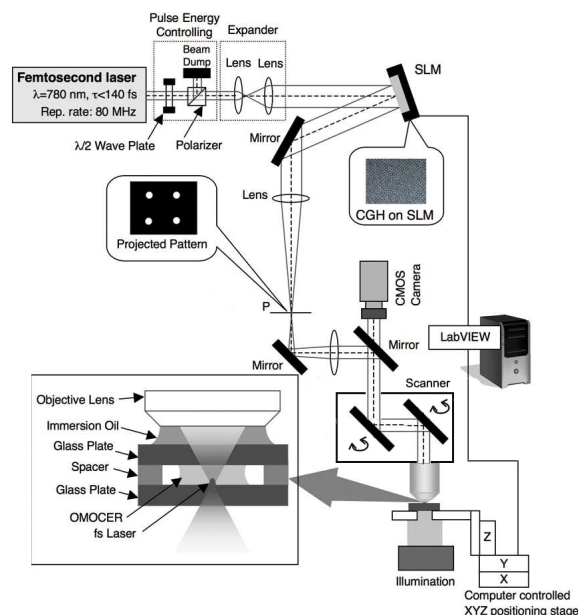 Pulse Energy
Controlling
Expander
Beam
Dump
Lens
Lens
SLM
Femtosecond laser
λ=780 nm, τ<140 fs
Rep. rate: 80 MHz
λ/2 Wave Plate
Polarizer
Mirror
Lens
CGH on SLM
Projected Pattern
CMOS
Camera
P
LabVIEW
Mirror
Mirror
Scanner
Objective Lens
Immersion Oil
Glass Plate
Spacer
Glass Plate
OMOCER
fs Laser
Z
Y
X
Illumination
Computer controlled
XYZ positioning stage